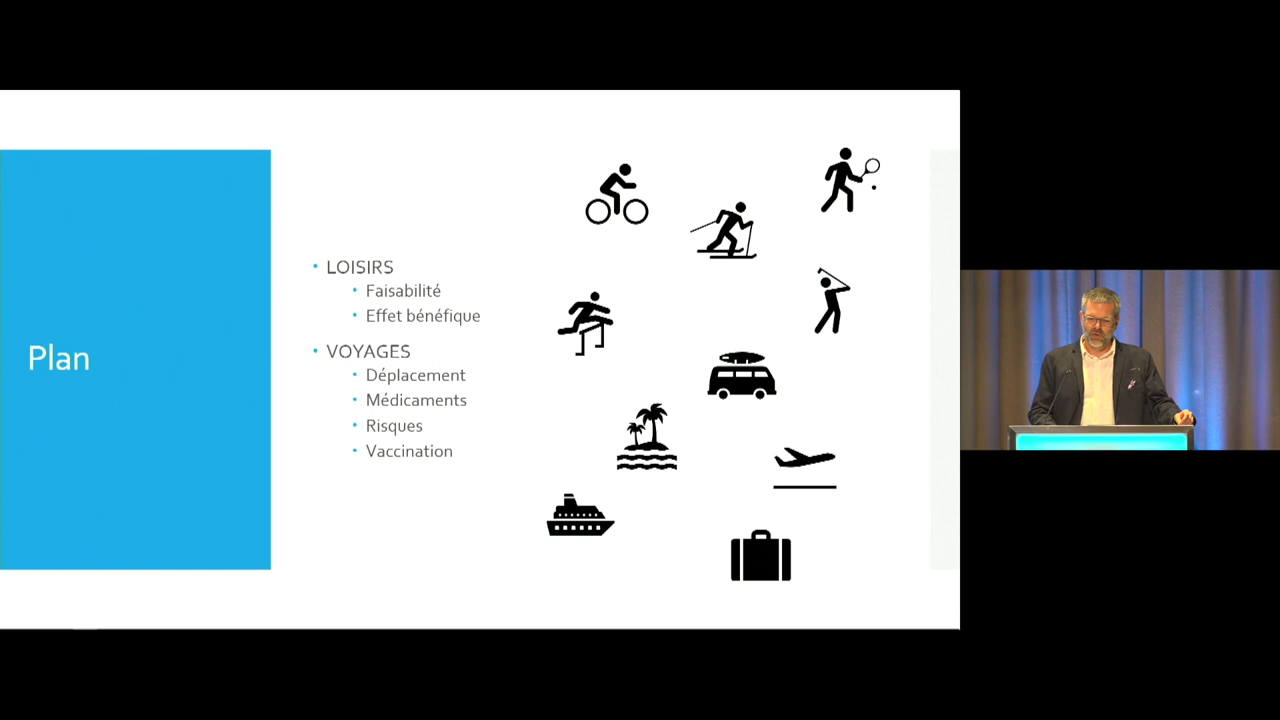 Plan
LOISIRS
Faisabilité
Effet bénéfique
VOYAGES
Déplacement
Médicaments
Risques
Vaccination